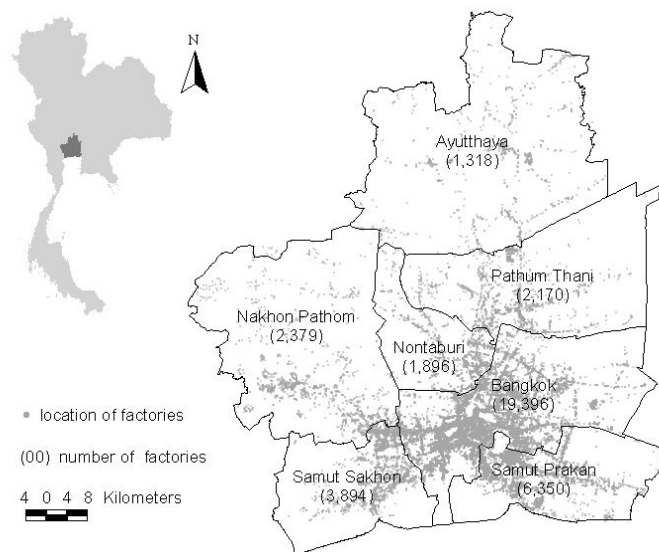 N
Ayutthaya
(1,318)
Pathum Thani
(2,170)
Nakhon Pathom
(2,379)
Nontaburi
(1,896)
Bangkok
(19,396)
Samut Sakhon
(3,894)
Samut Prakan
(6,350)
location of factories
(00) number of factories
4 0 4 8 Kilometers